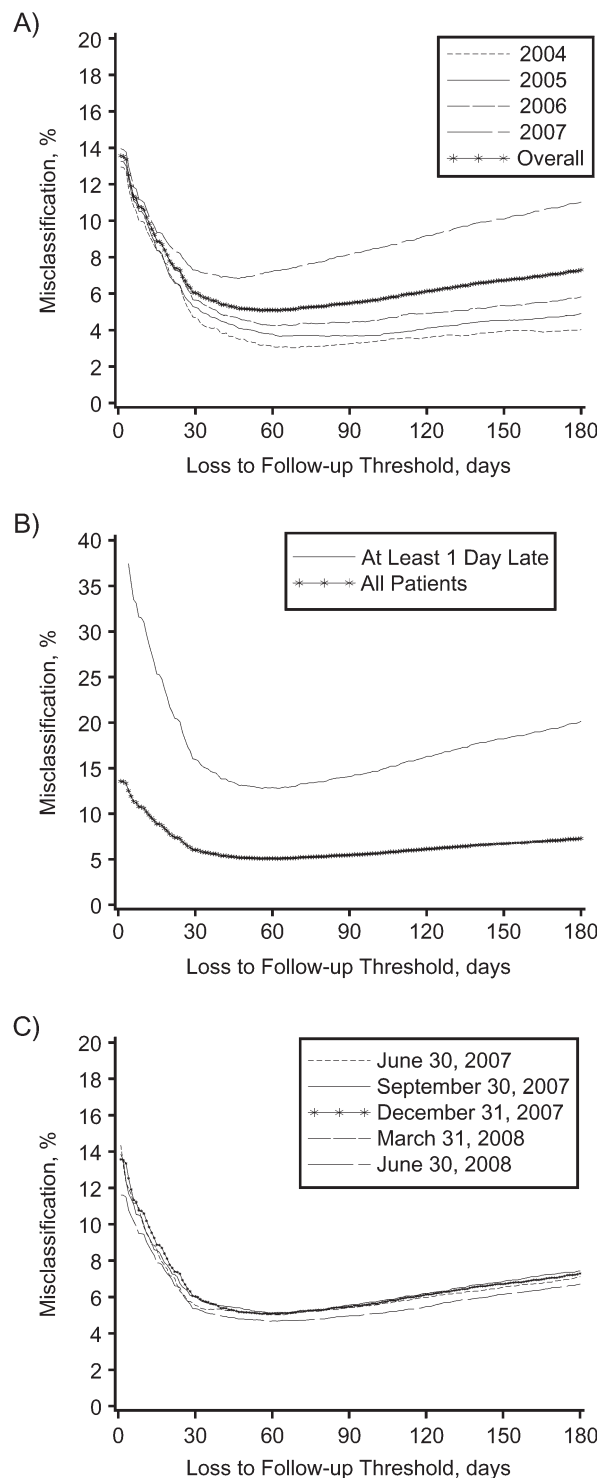 A)
20
18
16
14
12
10
8
6
4
2
0
Misclassification, %
2004
2005
2006
2007
Overall
0 30 60 90 120 150 180
Loss to Follow-up Threshold, days
B)
40
35
30
25
20
15
10
5
0
Misclassification, %
At Least 1 Day Late
All Patients
0 30 60 90 120 150 180
Loss to Follow-up Threshold, days
C)
20
18
16
14
12
10
8
6
4
2
0
Misclassification, %
June 30, 2007
September 30, 2007
December 31, 2007
March 31, 2008
June 30, 2008
0 30 60 90 120 150 180
Loss to Follow-up Threshold, days